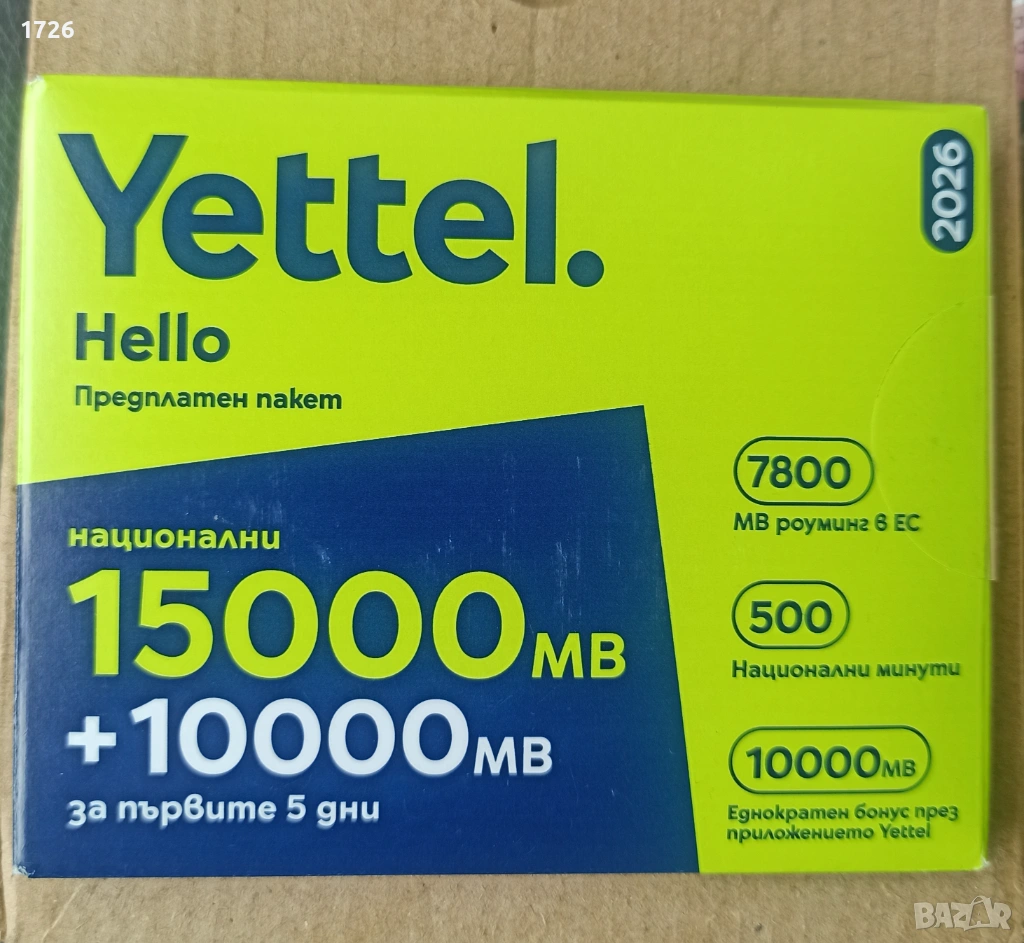 1726
Yettel.
2026
Hello
Предплатен пакет
национални
15000MB
+10000MB
за първите 5 дни
7800
MB роуминг в ЕС
500
Национални минути
10000MB
Еднократен бонус през
приложението Yettel
BAZAR